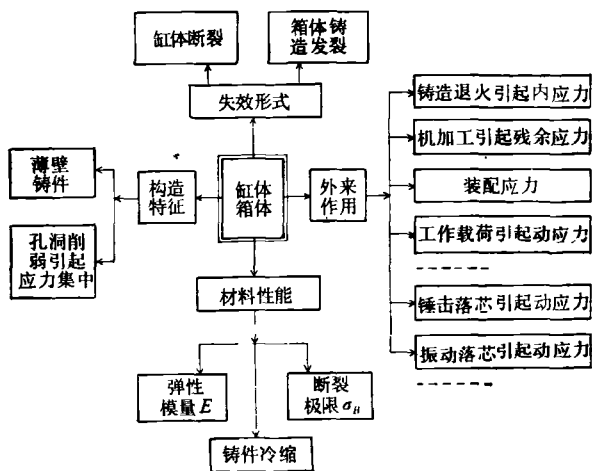 缸体断裂
箱体铸
造发裂
失效形式
薄壁
铸件
孔洞削
弱引起
应力集中
构造
特征
缸体
箱体
外来
作用
铸造退火引起内应力
机加工引起残余应力
装配应力
工作载荷引起动应力
锤击落芯引起动应力
振动落芯引起动应力
材料性能
弹性
模量E
断裂
极限σH
铸件冷缩